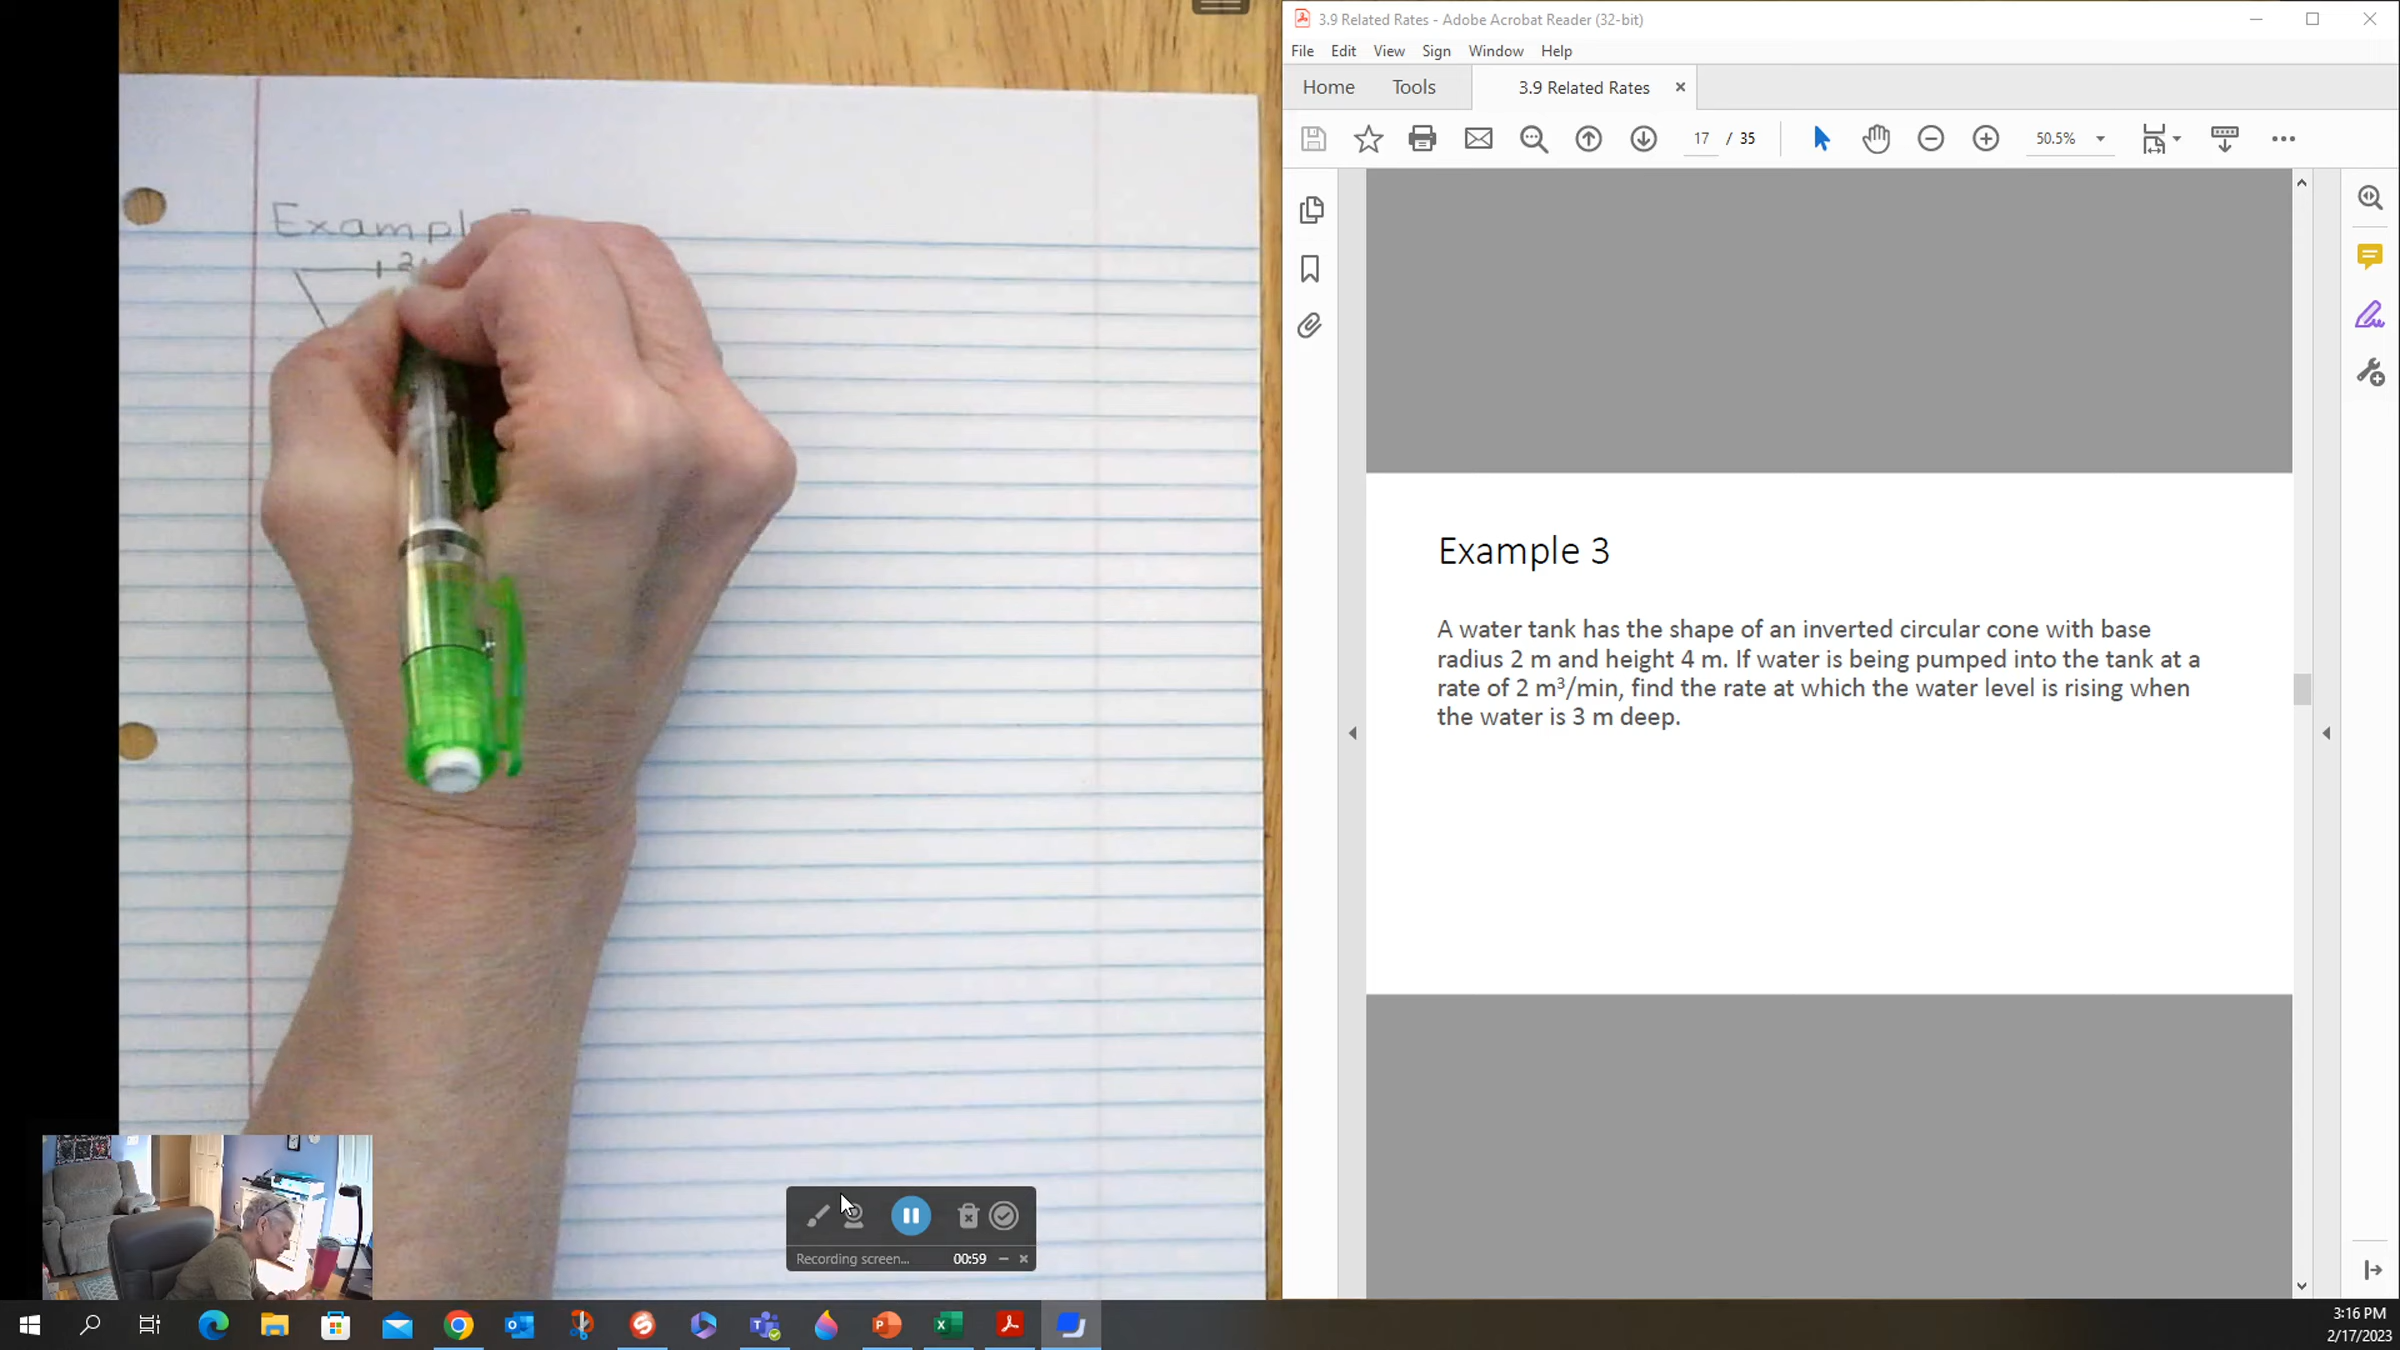 3.9 Related Rates - Adobe Acrobat Reader (32-bit)
File Edit View Sign Window Help
Home Tools 3.9 Related Rates
17 / 35 50.5%
Example 3
A water tank has the shape of an inverted circular cone with base
radius 2 m and height 4 m. If water is being pumped into the tank at a
rate of 2 m³/min, find the rate at which the water level is rising when
the water is 3 m deep.
2
Recording screen... 00:59
3:16 PM
2/17/2023